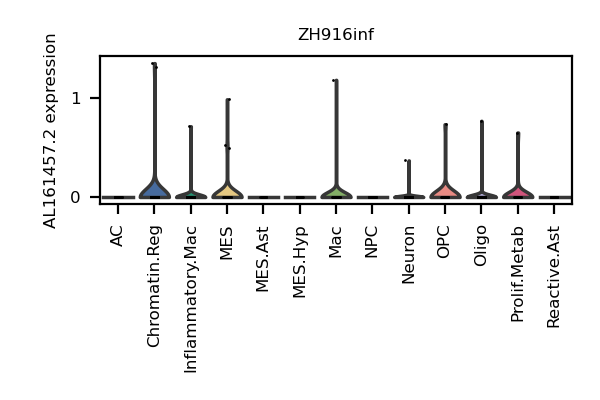 ZH916inf
AL161457.2 expression
1
0
AC
Chromatin.Reg
Inflammatory.Mac
MES
MES.Ast
MES.Hyp
Mac
NPC
Neuron
OPC
Oligo
Prolif.Metab
Reactive.Ast